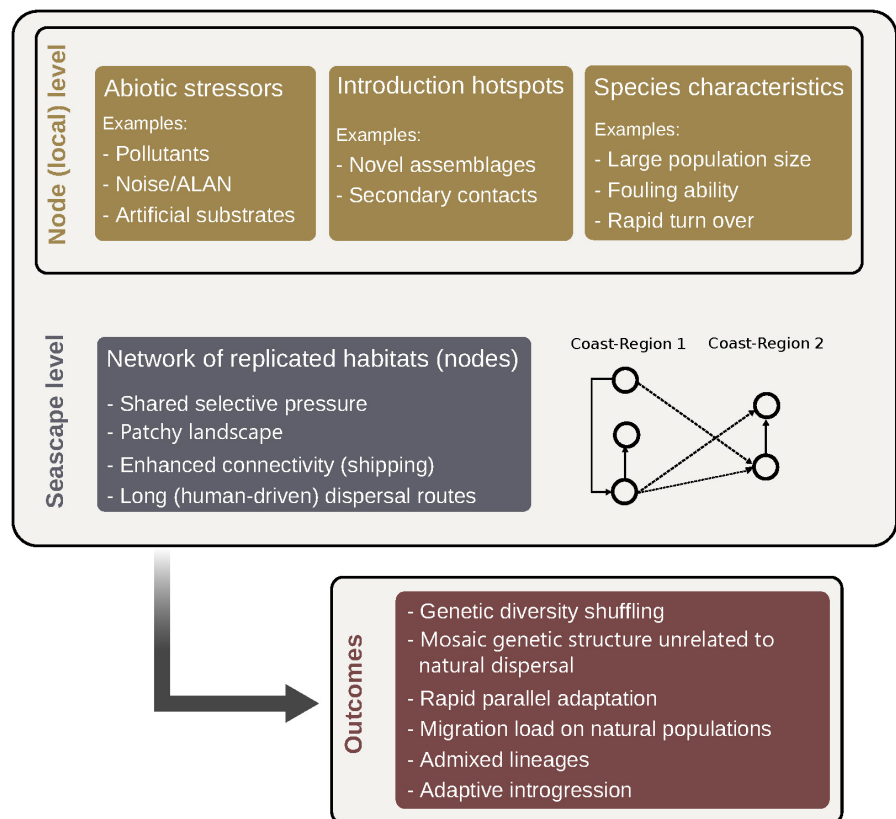 Node (local) level
Abiotic stressors
Examples:
- Pollutants
- Noise/ALAN
- Artificial substrates
Introduction hotspots
Examples:
- Novel assemblages
- Secondary contacts
Species characteristics
Examples:
- Large population size
- Fouling ability
- Rapid turn over
Seascape level
Network of replicated habitats (nodes)
- Shared selective pressure
- Patchy landscape
- Enhanced connectivity (shipping)
- Long (human-driven) dispersal routes
Coast-Region 1
Coast-Region 2
Outcomes
- Genetic diversity shuffling
- Mosaic genetic structure unrelated to
natural dispersal
- Rapid parallel adaptation
- Migration load on natural populations
- Admixed lineages
- Adaptive introgression